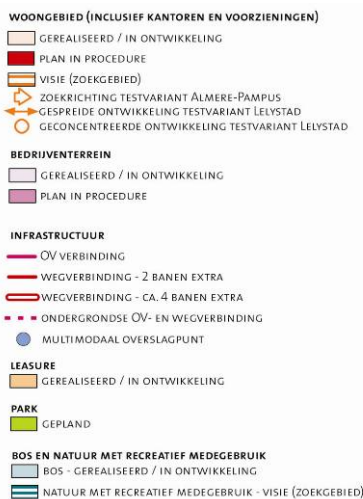 WOONGEBIED (INCLUSIEF KANTOREN EN VOORZIENINGEN)
GEREALISEERD / IN ONTWIKKELING
PLAN IN PROCEDURE
VISIE (ZOEKGEBIED)
ZOEKRICHTING TESTVARIANT ALMERE-PAMPUS
GESPREIDE ONTWIKKELING TESTVARIANT LELYSTAD
GECONCENTREERDE ONTWIKKELING TESTVARIANT LELYSTAD
BEDRIJVENTERREIN
GEREALISEERD / IN ONTWIKKELING
PLAN IN PROCEDURE
INFRASTRUCTUUR
OV VERBINDING
WEGVERBINDING - 2 BANEN EXTRA
WEGVERBINDING - CA. 4 BANEN EXTRA
ONDERGRONDSE OV- EN WEGVERBINDING
MULTIMODAAL OVERSLAGPUNT
LEASURE
GEREALISEERD / IN ONTWIKKELING
PARK
GEPLAND
BOS EN NATUUR MET RECREATIEF MEDEGEBRUIK
BOS - GEREALISEERD / IN ONTWIKKELING
NATUUR MET RECREATIEF MEDEGEBRUIK - VISIE (ZOEKGEBIED)